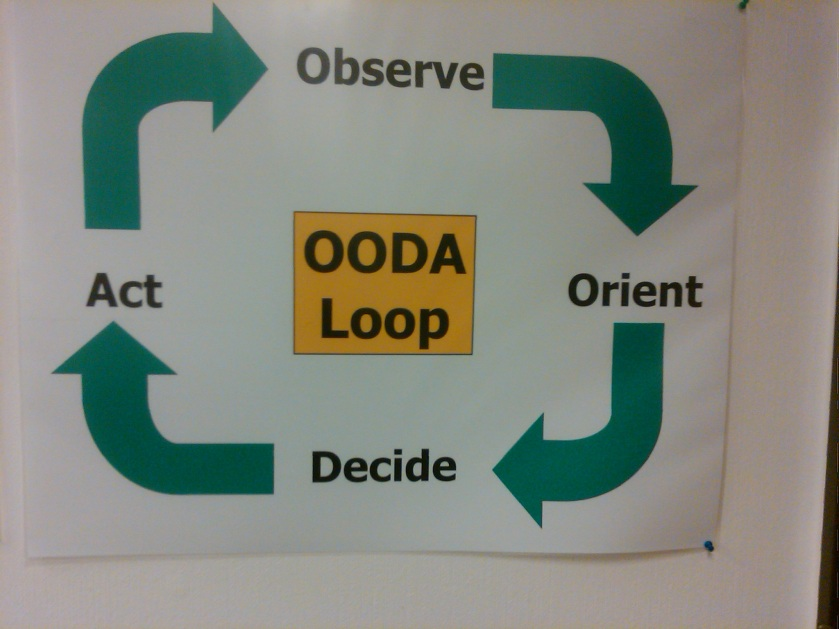 Observe
OODA
Loop
Act
Orient
Decide